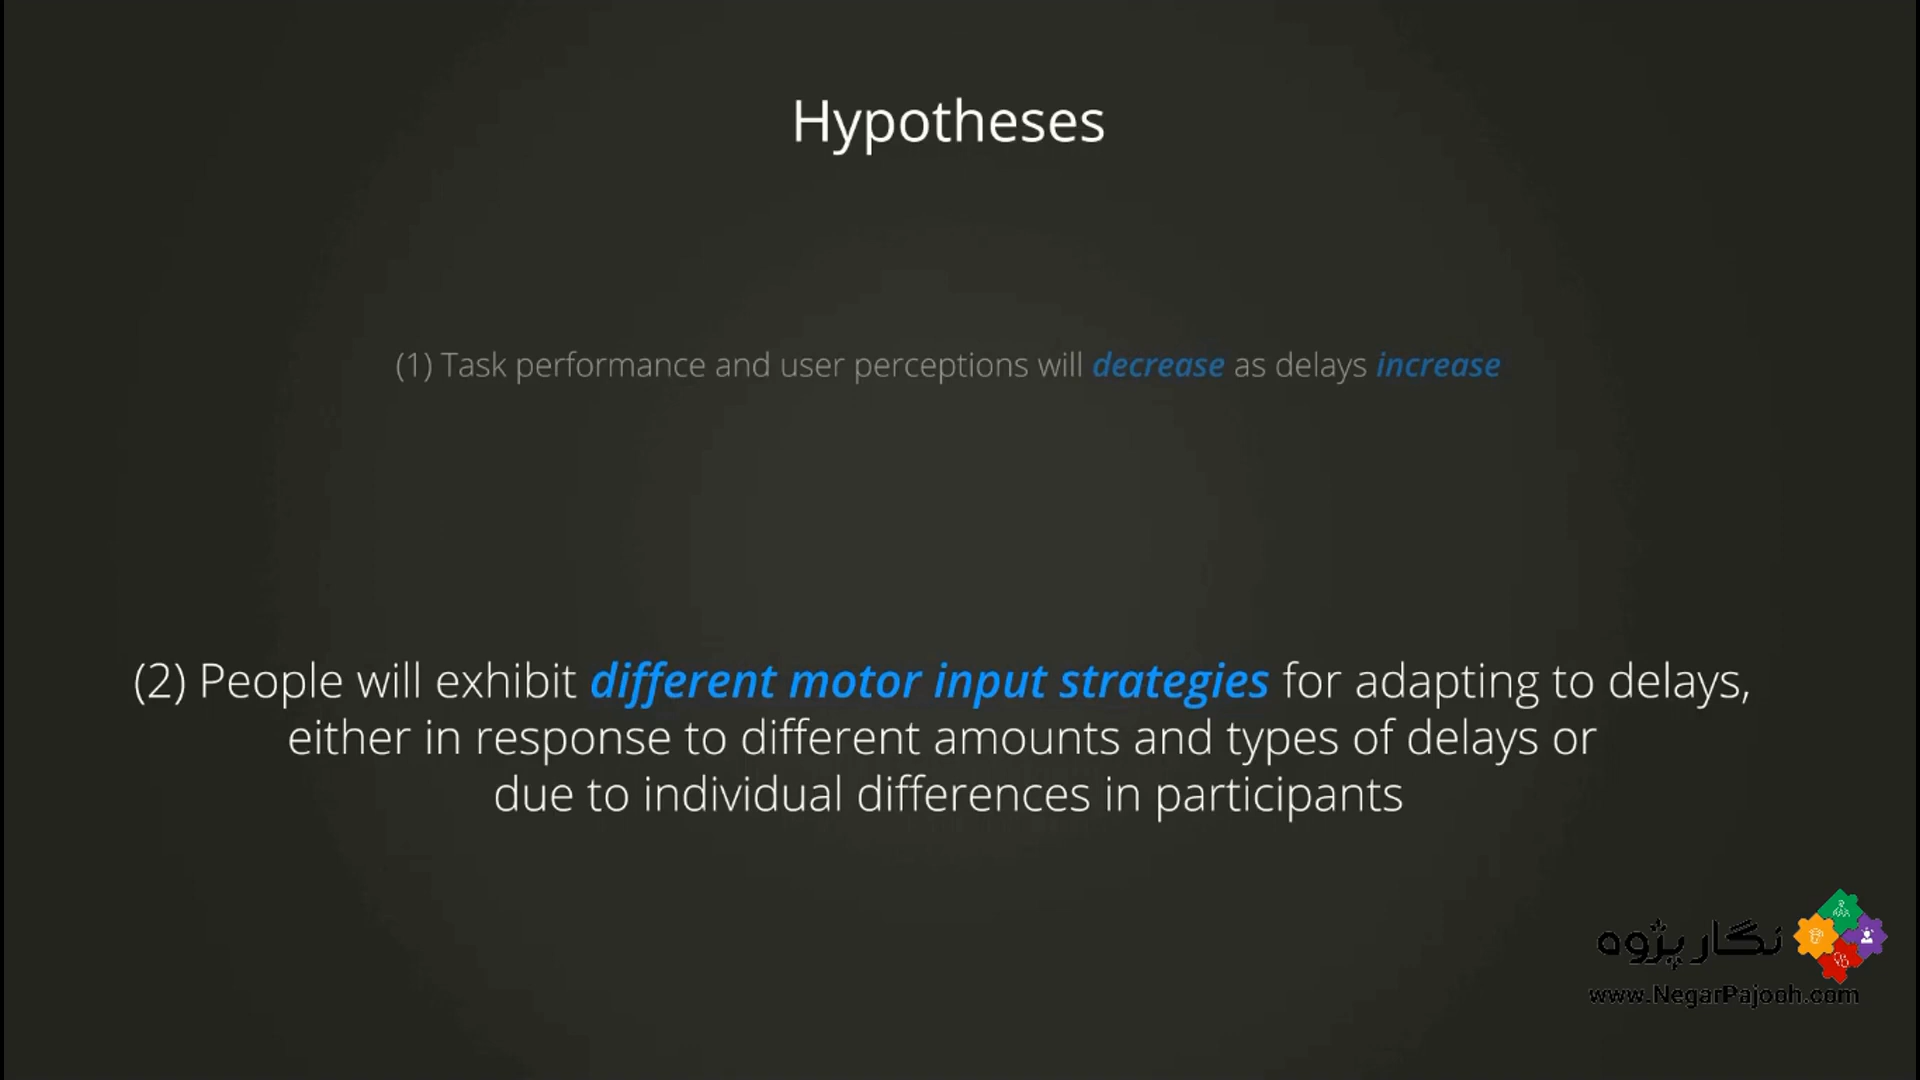 Hypotheses
(1) Task performance and user perceptions will decrease as delays increase
(2) People will exhibit different motor input strategies for adapting to delays,
either in response to different amounts and types of delays or
due to individual differences in participants
نگار پژوه
www.NegarPajooh.com